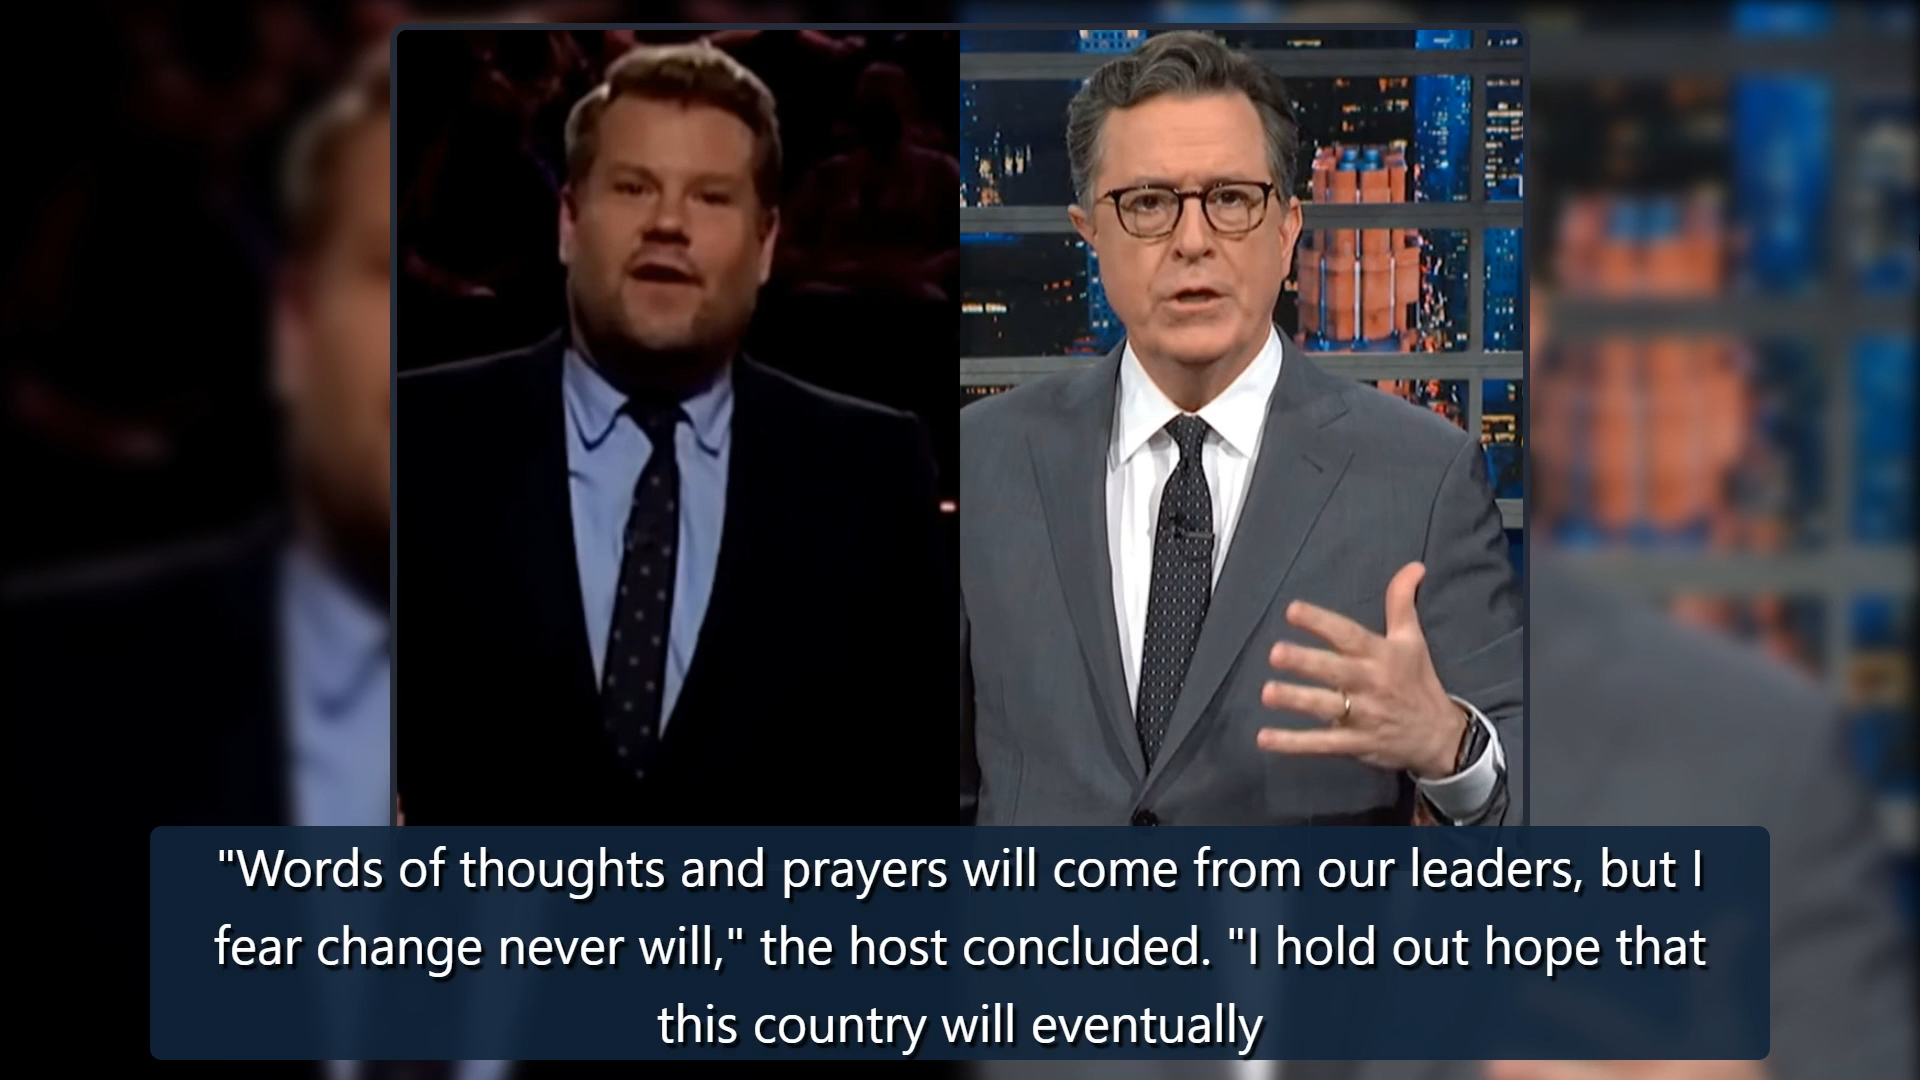 "Words of thoughts and prayers will come from our leaders, but I
fear change never will," the host concluded. "I hold out hope that
this country will eventually